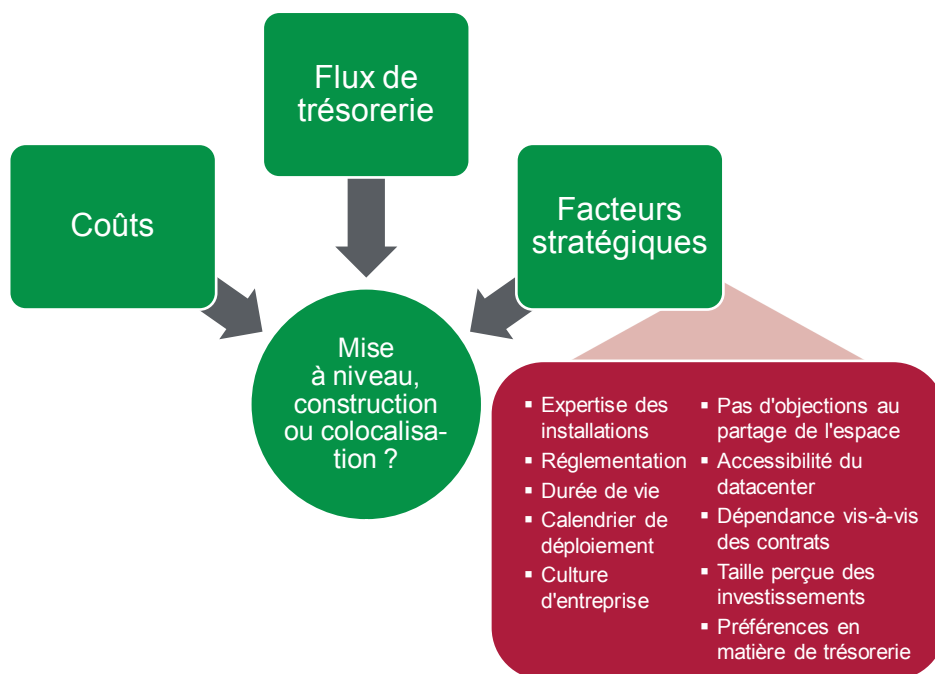 Flux de
trésorerie
Coûts
Facteurs
stratégiques
Mise
à niveau,
construction
ou colocalisa-
tion ?
▪ Expertise des
installations
▪ Réglementation
▪ Durée de vie
▪ Calendrier de
déploiement
▪ Culture
d'entreprise
▪ Pas d'objections au
partage de l'espace
▪ Accessibilité du
datacenter
▪ Dépendance vis-à-vis
des contrats
▪ Taille perçue des
investissements
▪ Préférences en
matière de trésorerie